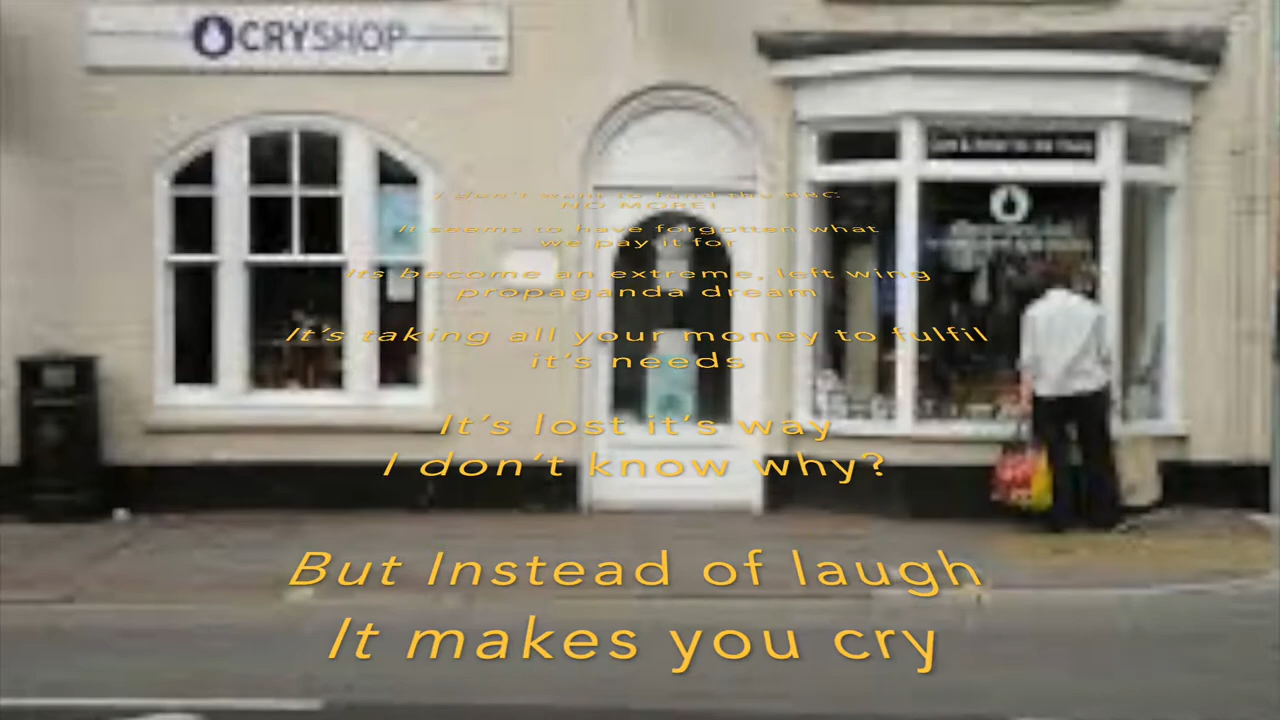 CRYSHOP
I don't want to fund the BBC
NO MORE!
It seems to have forgotten what
we pay it for
Its become an extreme, left wing
propaganda dream
It's taking all your money to fulfil
it's needs
It's lost it's way
I don't know why?
But Instead of laugh
It makes you cry